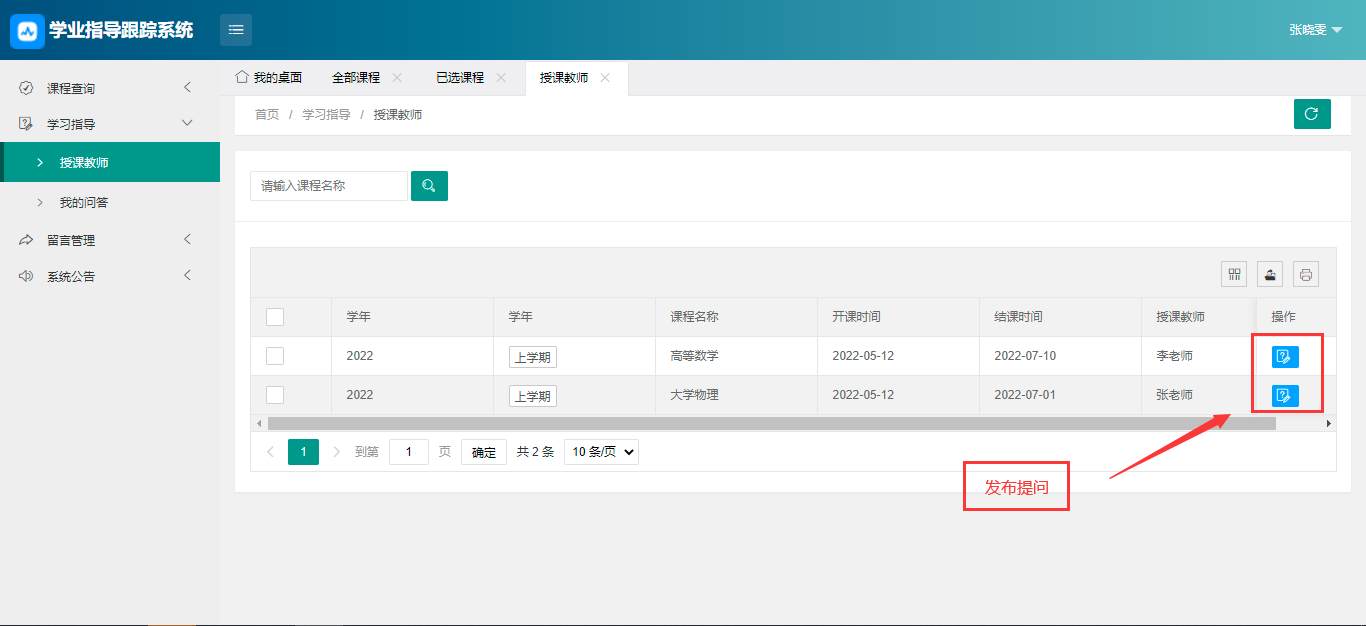 学业指导跟踪系统
张晓雯
课程查询
学习指导
授课教师
我的问答
留言管理
系统公告
我的桌面 全部课程 已选课程 授课教师
首页 / 学习指导 / 授课教师
请输入课程名称
学年 学年 课程名称 开课时间 结课时间 授课教师 操作
2022 上学期 高等数学 2022-05-12 2022-07-10 李老师
2022 上学期 大学物理 2022-05-12 2022-07-01 张老师
1 到第 1 页 确定 共 2 条 10 条/页
发布提问